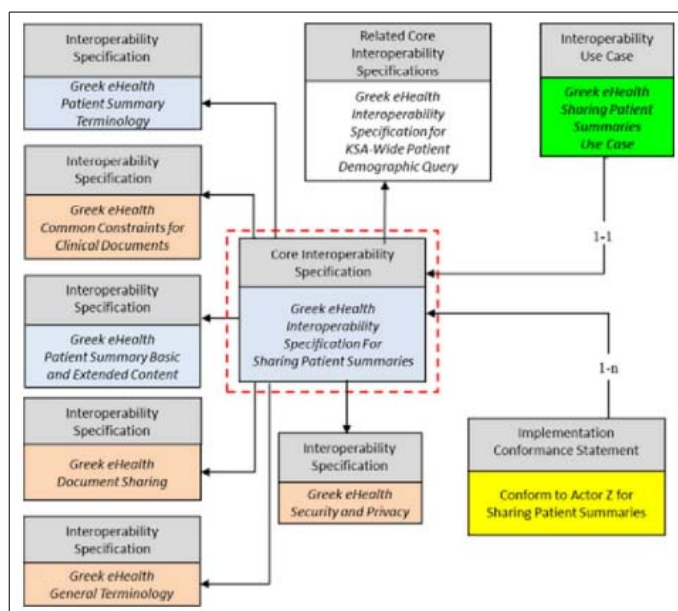 Interoperability
Specification
Greek eHealth
Patient Summary
Terminology
Related Core
Interoperability
Specifications
Greek eHealth
Interoperability
Specification for
KSA-Wide Patient
Demographic Query
Interoperability
Use Case
Greek eHealth
Sharing Patient
Summaries
Use Case
Interoperability
Specification
Greek eHealth
Common Constraints for
Clinical Documents
1-1
Core Interoperability
Specification
Greek eHealth
Interoperability
Specification For
Sharing Patient Summaries
Interoperability
Specification
Greek eHealth
Patient Summary Basic
and Extended Content
1-n
Interoperability
Specification
Greek eHealth
Document Sharing
Interoperability
Specification
Greek eHealth
Security and Privacy
Implementation
Conformance Statement
Conform to Actor Z for
Sharing Patient Summaries
Interoperability
Specification
Greek eHealth
General Terminology